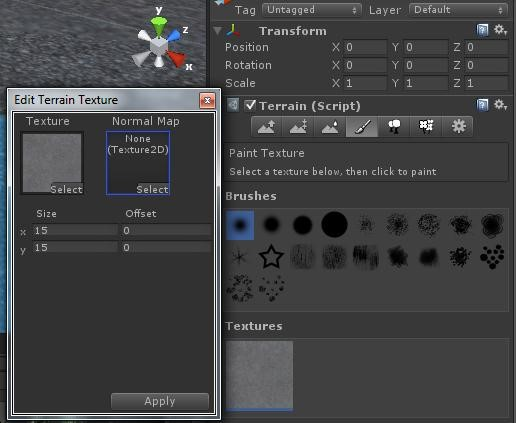 Tag Untagged Layer Default
Transform
Position X 0 Y 0 Z 0
Rotation X 0 Y 0 Z 0
Scale X 1 Y 1 Z 1
y
z
x
Edit Terrain Texture
Texture Normal Map
None
(Texture2D)
Select Select
Size Offset
x 15 0
y 15 0
Apply
Terrain (Script)
Paint Texture
Select a texture below, then click to paint
Brushes
Textures